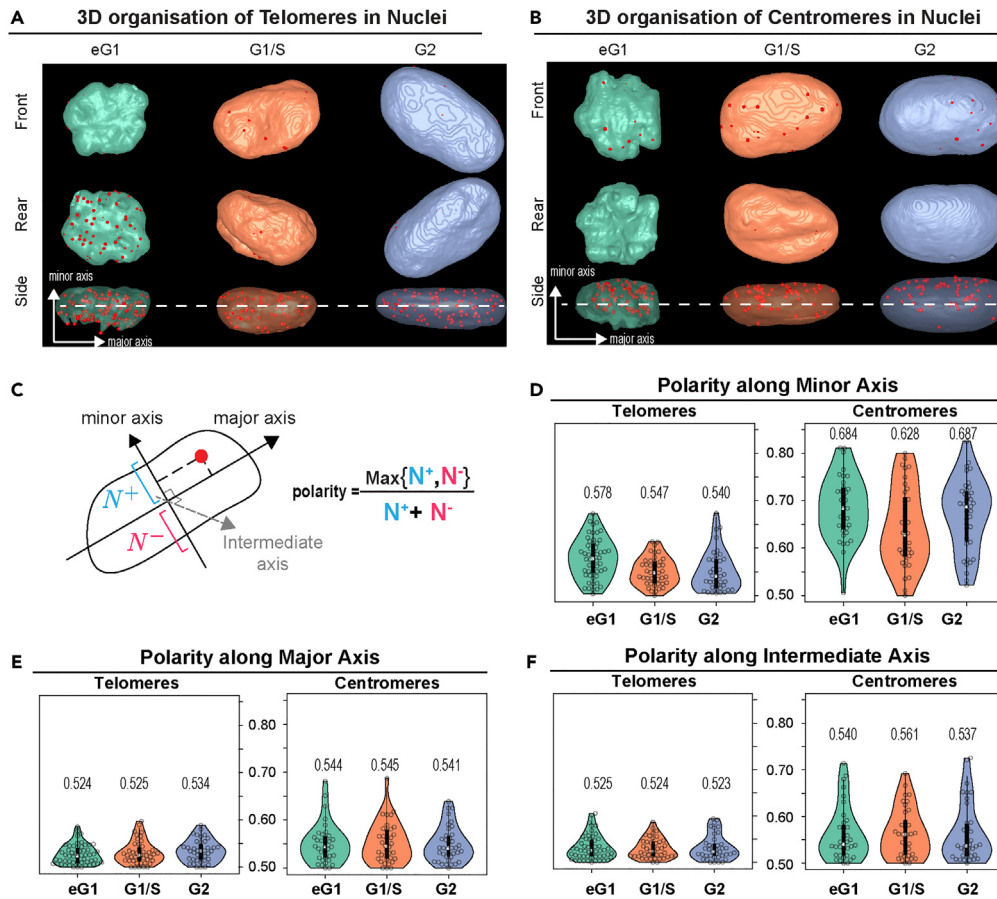 A 3D organisation of Telomeres in Nuclei
eG1 G1/S G2
Front
Rear
Side
minor axis
major axis
B 3D organisation of Centromeres in Nuclei
eG1 G1/S G2
Front
Rear
Side
minor axis
major axis
C
minor axis major axis
N+
N−
Intermediate
axis
polarity = Max{N+, N-}
N+ + N-
D Polarity along Minor Axis
Telomeres Centromeres
0.578 0.547 0.540
0.80
0.70
0.60
0.50
0.684 0.628 0.687
eG1 G1/S G2 eG1 G1/S G2
E Polarity along Major Axis
Telomeres Centromeres
0.524 0.525 0.534
0.80
0.70
0.60
0.50
0.544 0.545 0.541
eG1 G1/S G2 eG1 G1/S G2
F Polarity along Intermediate Axis
Telomeres Centromeres
0.525 0.524 0.523
0.80
0.70
0.60
0.50
0.540 0.561 0.537
eG1 G1/S G2 eG1 G1/S G2